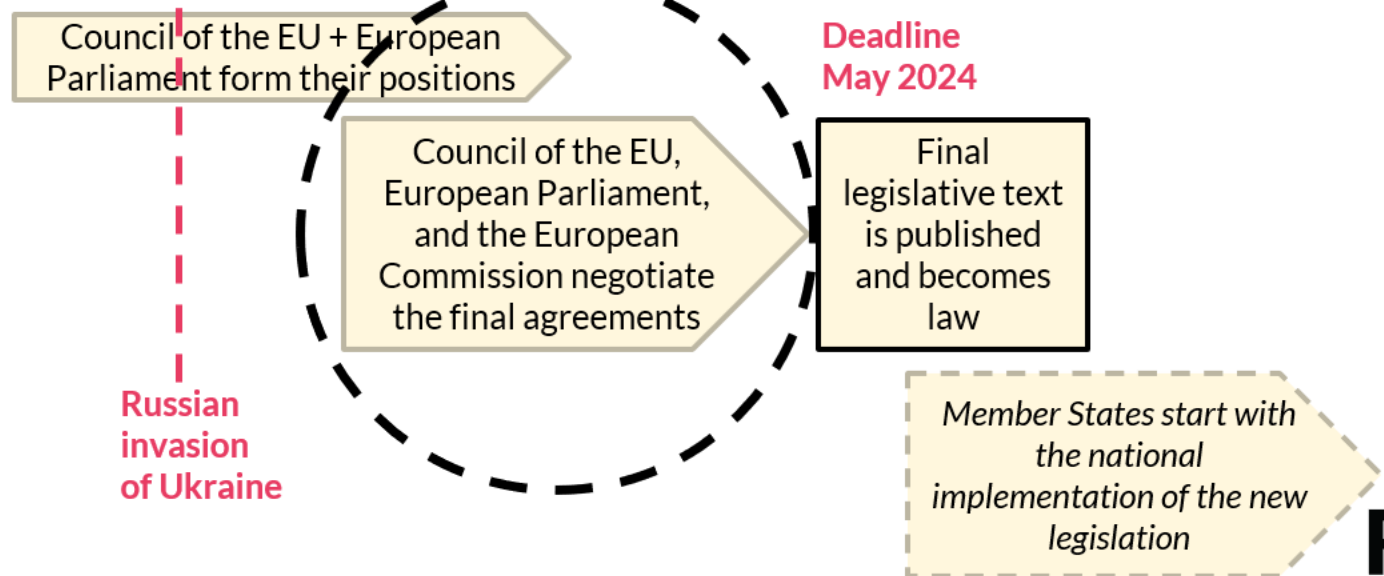 Council of the EU + European
Parliament form their positions
Deadline
May 2024
Council of the EU,
European Parliament,
and the European
Commission negotiate
the final agreements
Final
legislative text
is published
and becomes
law
Russian
invasion
of Ukraine
Member States start with
the national
implementation of the new
legislation